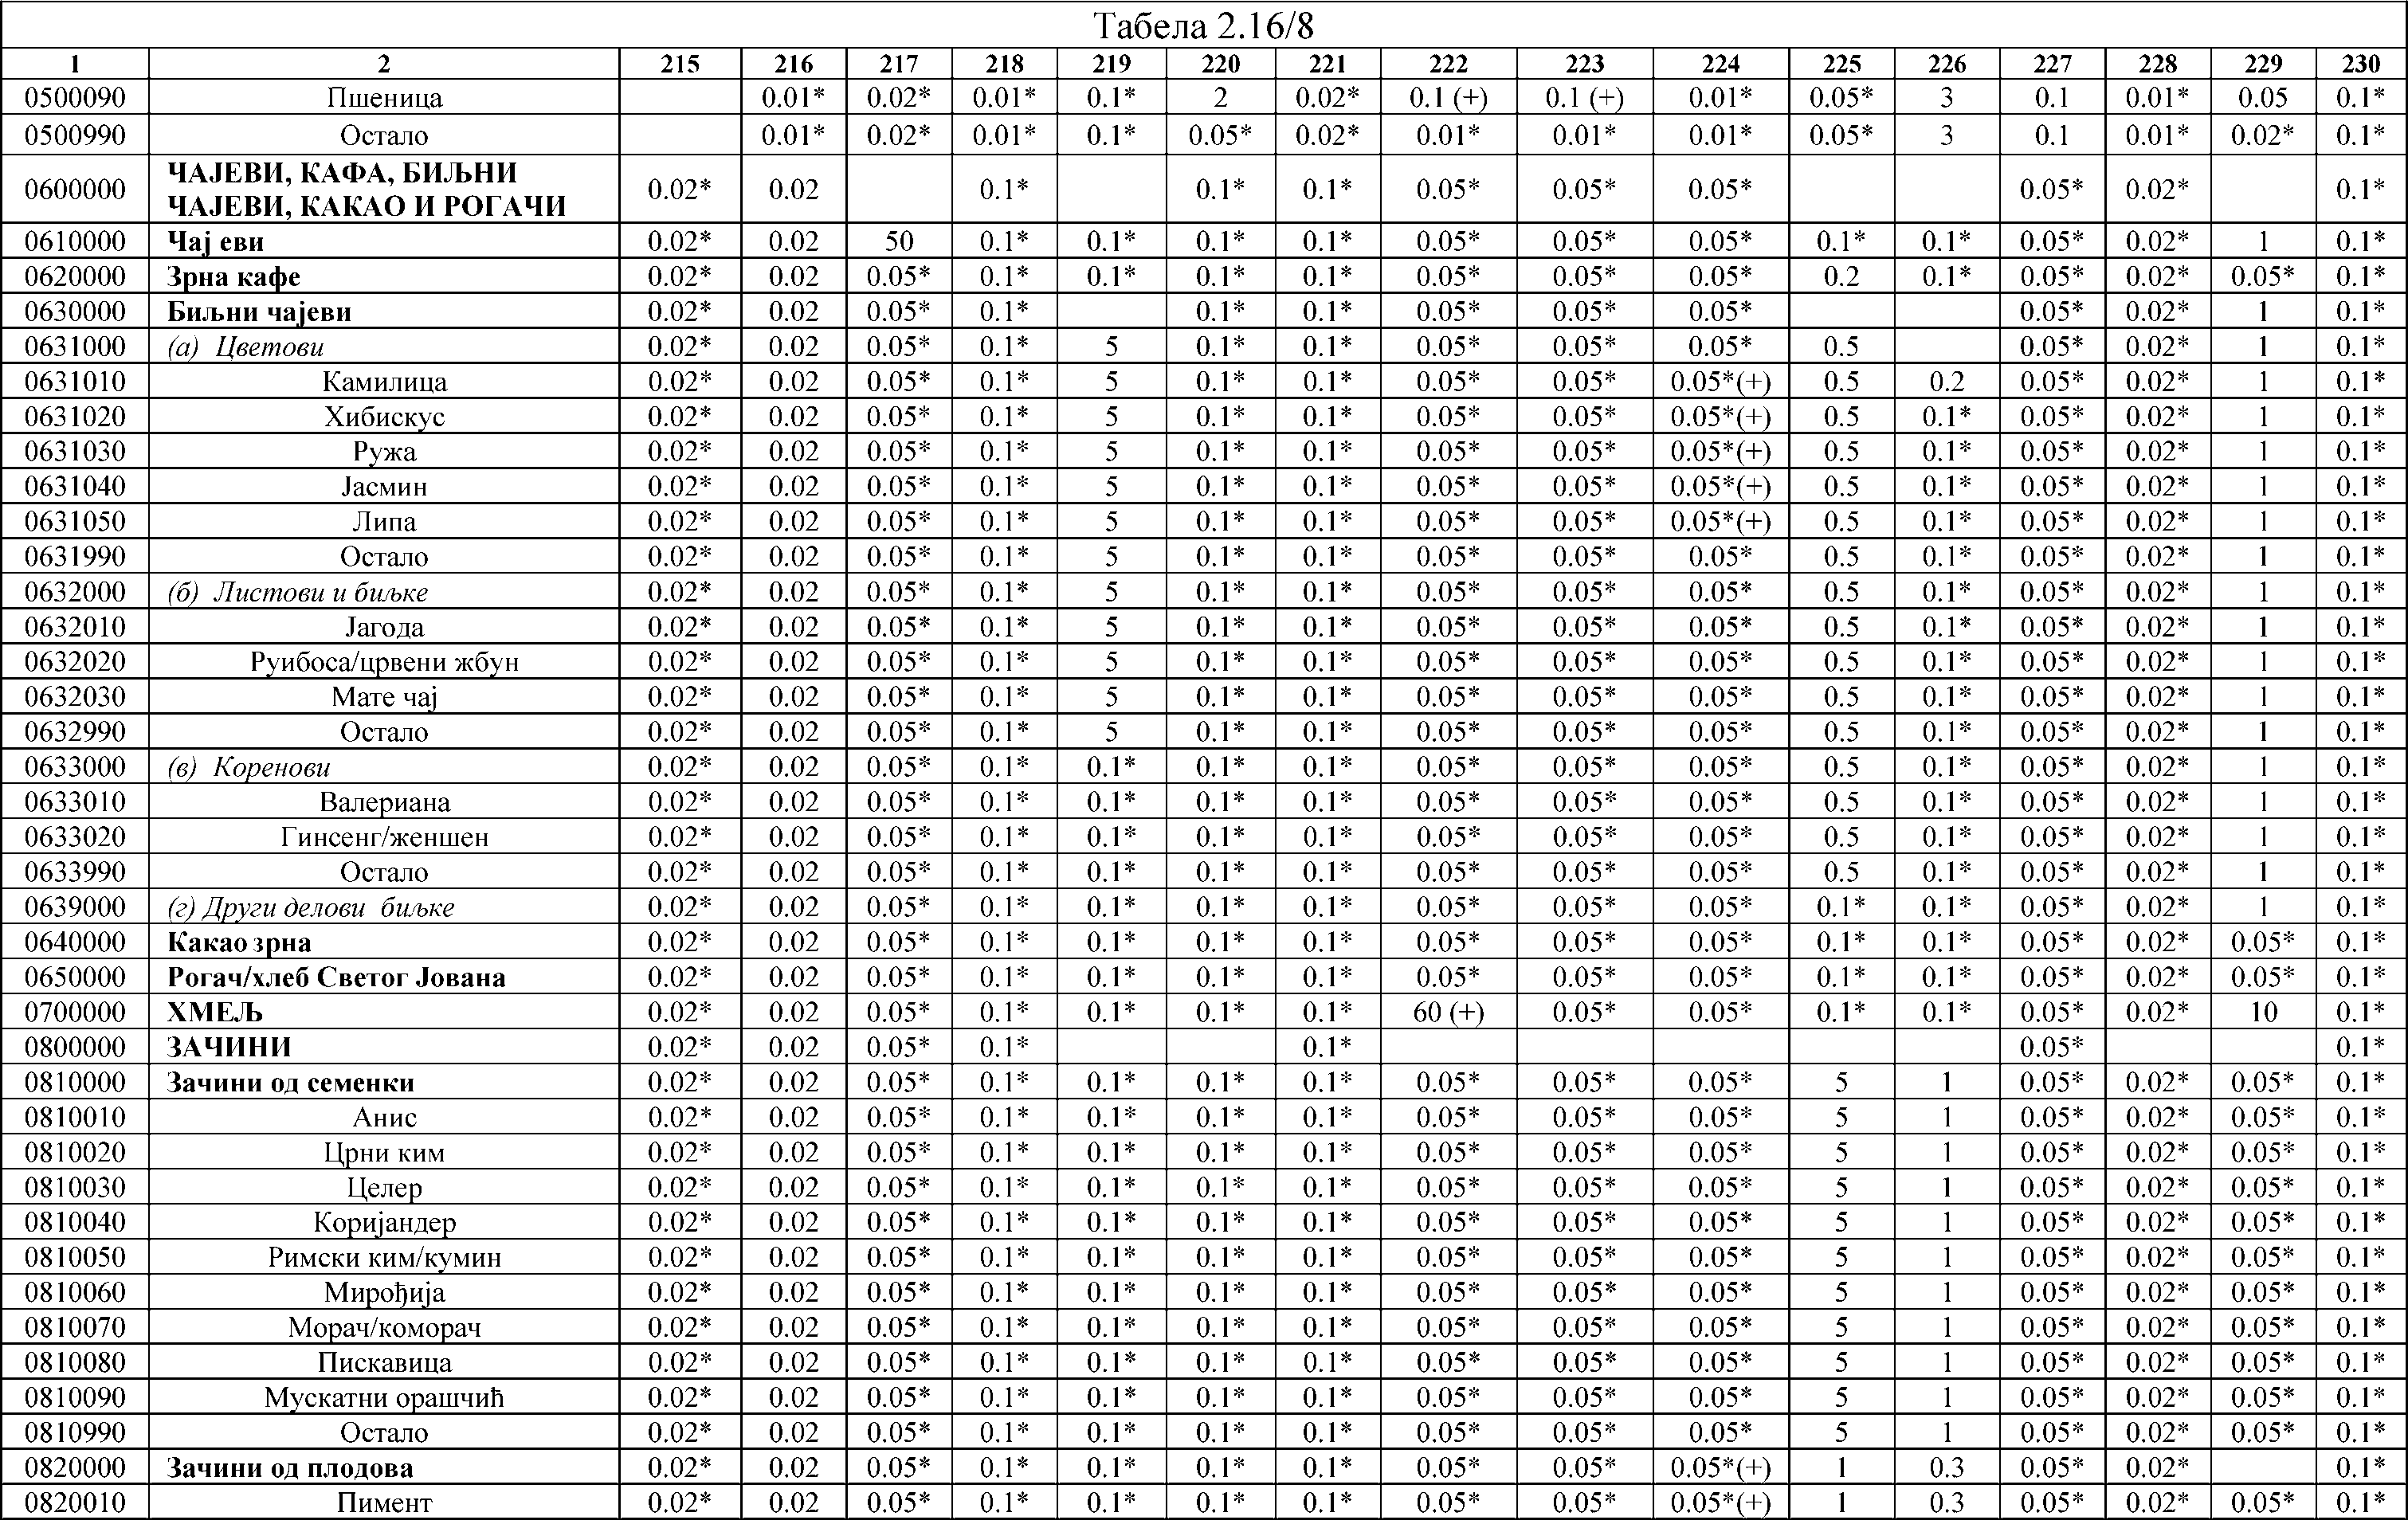 Табела 2.16/8
1 2 215 216 217 218 219 220 221 222 223 224 225 226 227 228 229 230
0500090 Пшеница 0.01* 0.02* 0.01* 0.1* 2 0.02* 0.1 (+) 0.1 (+) 0.01* 0.05* 3 0.1 0.01* 0.05 0.1*
0500990 Остало 0.01* 0.02* 0.01* 0.1* 0.05* 0.02* 0.01* 0.01* 0.01* 0.05* 3 0.1 0.01* 0.02* 0.1*
0600000 ЧАЈЕВИ, КАФА, БИЉНИ
ЧАЈЕВИ, КАКАО И РОГАЧИ 0.02* 0.02 0.1* 0.1* 0.1* 0.05* 0.05* 0.05* 0.05* 0.02* 0.1*
0610000 Чај еви 0.02* 0.02 50 0.1* 0.1* 0.1* 0.1* 0.05* 0.05* 0.05* 0.1* 0.1* 0.05* 0.02* 1 0.1*
0620000 Зрна кафе 0.02* 0.02 0.05* 0.1* 0.1* 0.1* 0.1* 0.05* 0.05* 0.05* 0.2 0.1* 0.05* 0.02* 0.05* 0.1*
0630000 Биљни чајеви 0.02* 0.02 0.05* 0.1* 0.1* 0.1* 0.05* 0.05* 0.05* 0.05* 0.02* 1 0.1*
0631000 (а) Цветови 0.02* 0.02 0.05* 0.1* 5 0.1* 0.1* 0.05* 0.05* 0.05* 0.5 0.05* 0.02* 1 0.1*
0631010 Камилица 0.02* 0.02 0.05* 0.1* 5 0.1* 0.1* 0.05* 0.05* 0.05*(+) 0.5 0.2 0.05* 0.02* 1 0.1*
0631020 Хибискус 0.02* 0.02 0.05* 0.1* 5 0.1* 0.1* 0.05* 0.05* 0.05*(+) 0.5 0.1* 0.05* 0.02* 1 0.1*
0631030 Ружа 0.02* 0.02 0.05* 0.1* 5 0.1* 0.1* 0.05* 0.05* 0.05*(+) 0.5 0.1* 0.05* 0.02* 1 0.1*
0631040 Јасмин 0.02* 0.02 0.05* 0.1* 5 0.1* 0.1* 0.05* 0.05* 0.05*(+) 0.5 0.1* 0.05* 0.02* 1 0.1*
0631050 Липа 0.02* 0.02 0.05* 0.1* 5 0.1* 0.1* 0.05* 0.05* 0.05*(+) 0.5 0.1* 0.05* 0.02* 1 0.1*
0631990 Остало 0.02* 0.02 0.05* 0.1* 5 0.1* 0.1* 0.05* 0.05* 0.05* 0.5 0.1* 0.05* 0.02* 1 0.1*
0632000 (б) Листови и биљке 0.02* 0.02 0.05* 0.1* 5 0.1* 0.1* 0.05* 0.05* 0.05* 0.5 0.1* 0.05* 0.02* 1 0.1*
0632010 Јагода 0.02* 0.02 0.05* 0.1* 5 0.1* 0.1* 0.05* 0.05* 0.05* 0.5 0.1* 0.05* 0.02* 1 0.1*
0632020 Руибоса/црвени жбун 0.02* 0.02 0.05* 0.1* 5 0.1* 0.1* 0.05* 0.05* 0.05* 0.5 0.1* 0.05* 0.02* 1 0.1*
0632030 Мате чај 0.02* 0.02 0.05* 0.1* 5 0.1* 0.1* 0.05* 0.05* 0.05* 0.5 0.1* 0.05* 0.02* 1 0.1*
0632990 Остало 0.02* 0.02 0.05* 0.1* 5 0.1* 0.1* 0.05* 0.05* 0.05* 0.5 0.1* 0.05* 0.02* 1 0.1*
0633000 (в) Коренови 0.02* 0.02 0.05* 0.1* 0.1* 0.1* 0.1* 0.05* 0.05* 0.05* 0.5 0.1* 0.05* 0.02* 1 0.1*
0633010 Валериана 0.02* 0.02 0.05* 0.1* 0.1* 0.1* 0.1* 0.05* 0.05* 0.05* 0.5 0.1* 0.05* 0.02* 1 0.1*
0633020 Гинсенг/женшен 0.02* 0.02 0.05* 0.1* 0.1* 0.1* 0.1* 0.05* 0.05* 0.05* 0.5 0.1* 0.05* 0.02* 1 0.1*
0633990 Остало 0.02* 0.02 0.05* 0.1* 0.1* 0.1* 0.1* 0.05* 0.05* 0.05* 0.5 0.1* 0.05* 0.02* 1 0.1*
0639000 (г) Други делови биљке 0.02* 0.02 0.05* 0.1* 0.1* 0.1* 0.1* 0.05* 0.05* 0.05* 0.1* 0.1* 0.05* 0.02* 1 0.1*
0640000 Какао зрна 0.02* 0.02 0.05* 0.1* 0.1* 0.1* 0.1* 0.05* 0.05* 0.05* 0.1* 0.1* 0.05* 0.02* 0.05* 0.1*
0650000 Рогач/хлеб Светог Јована 0.02* 0.02 0.05* 0.1* 0.1* 0.1* 0.1* 0.05* 0.05* 0.05* 0.1* 0.1* 0.05* 0.02* 0.05* 0.1*
0700000 ХМЕЉ 0.02* 0.02 0.05* 0.1* 0.1* 0.1* 0.1* 60 (+) 0.05* 0.05* 0.1* 0.1* 0.05* 0.02* 10 0.1*
0800000 ЗАЧИНИ 0.02* 0.02 0.05* 0.1* 0.1* 0.05* 0.1*
0810000 Зачини од семенки 0.02* 0.02 0.05* 0.1* 0.1* 0.1* 0.1* 0.05* 0.05* 0.05* 5 1 0.05* 0.02* 0.05* 0.1*
0810010 Анис 0.02* 0.02 0.05* 0.1* 0.1* 0.1* 0.1* 0.05* 0.05* 0.05* 5 1 0.05* 0.02* 0.05* 0.1*
0810020 Црни ким 0.02* 0.02 0.05* 0.1* 0.1* 0.1* 0.1* 0.05* 0.05* 0.05* 5 1 0.05* 0.02* 0.05* 0.1*
0810030 Целер 0.02* 0.02 0.05* 0.1* 0.1* 0.1* 0.1* 0.05* 0.05* 0.05* 5 1 0.05* 0.02* 0.05* 0.1*
0810040 Коријандер 0.02* 0.02 0.05* 0.1* 0.1* 0.1* 0.1* 0.05* 0.05* 0.05* 5 1 0.05* 0.02* 0.05* 0.1*
0810050 Римски ким/кумин 0.02* 0.02 0.05* 0.1* 0.1* 0.1* 0.1* 0.05* 0.05* 0.05* 5 1 0.05* 0.02* 0.05* 0.1*
0810060 Мирођија 0.02* 0.02 0.05* 0.1* 0.1* 0.1* 0.1* 0.05* 0.05* 0.05* 5 1 0.05* 0.02* 0.05* 0.1*
0810070 Морач/коморач 0.02* 0.02 0.05* 0.1* 0.1* 0.1* 0.1* 0.05* 0.05* 0.05* 5 1 0.05* 0.02* 0.05* 0.1*
0810080 Пискавица 0.02* 0.02 0.05* 0.1* 0.1* 0.1* 0.1* 0.05* 0.05* 0.05* 5 1 0.05* 0.02* 0.05* 0.1*
0810090 Мускатни орашчић 0.02* 0.02 0.05* 0.1* 0.1* 0.1* 0.1* 0.05* 0.05* 0.05* 5 1 0.05* 0.02* 0.05* 0.1*
0810990 Остало 0.02* 0.02 0.05* 0.1* 0.1* 0.1* 0.1* 0.05* 0.05* 0.05* 5 1 0.05* 0.02* 0.05* 0.1*
0820000 Зачини од плодова 0.02* 0.02 0.05* 0.1* 0.1* 0.1* 0.1* 0.05* 0.05* 0.05*(+) 1 0.3 0.05* 0.02* 0.1*
0820010 Пимент 0.02* 0.02 0.05* 0.1* 0.1* 0.1* 0.1* 0.05* 0.05* 0.05*(+) 1 0.3 0.05* 0.02* 0.05* 0.1*